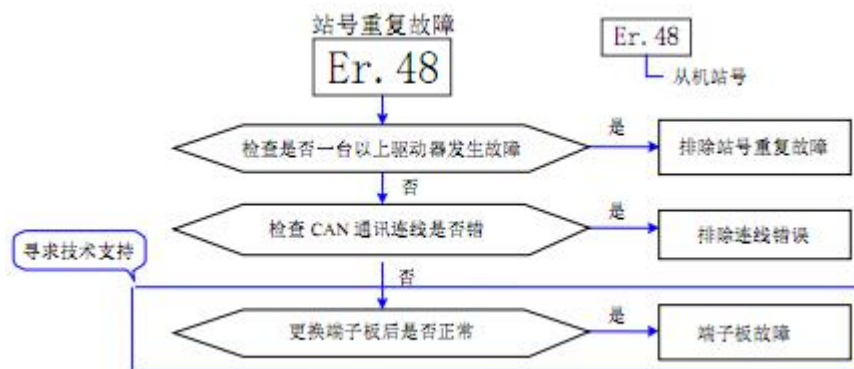 站号重复故障
Er.48
Er.48
从机站号
检查是否一台以上驱动器发生故障
是
排除站号重复故障
否
检查 CAN 通讯连线是否错
是
排除连线错误
寻求技术支持
否
更换端子板后是否正常
是
端子板故障